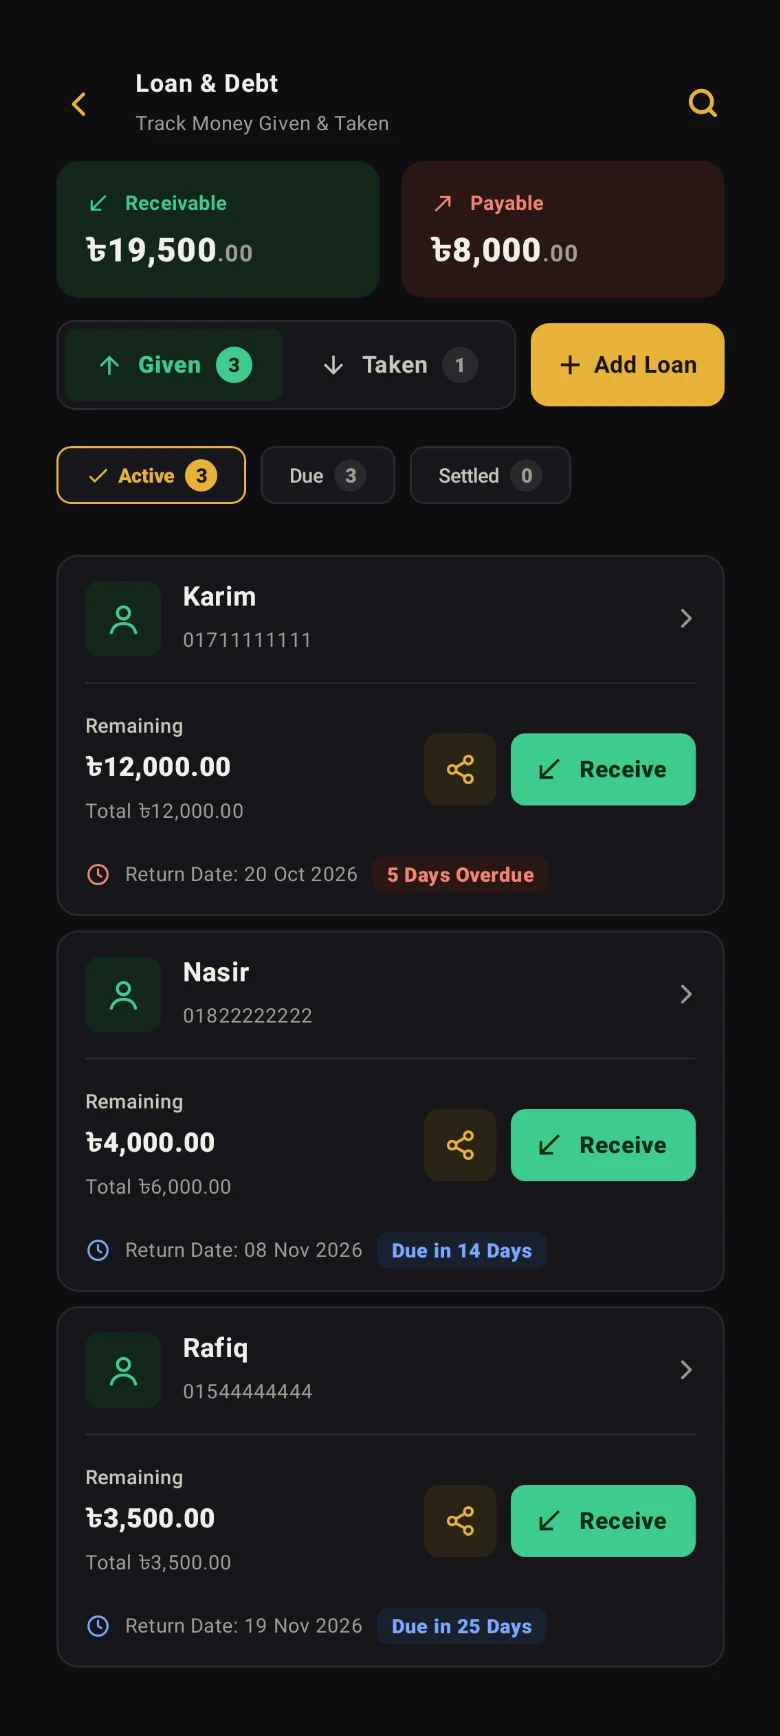 Loan & Debt
Track Money Given & Taken
Receivable
৳19,500.00
Payable
৳8,000.00
Given 3
Taken 1
Add Loan
Active 3
Due 3
Settled 0
Karim
01711111111
Remaining
৳12,000.00
Total ৳12,000.00
Receive
Return Date: 20 Oct 2026
5 Days Overdue
Nasir
01822222222
Remaining
৳4,000.00
Total ৳6,000.00
Receive
Return Date: 08 Nov 2026
Due in 14 Days
Rafiq
01544444444
Remaining
৳3,500.00
Total ৳3,500.00
Receive
Return Date: 19 Nov 2026
Due in 25 Days